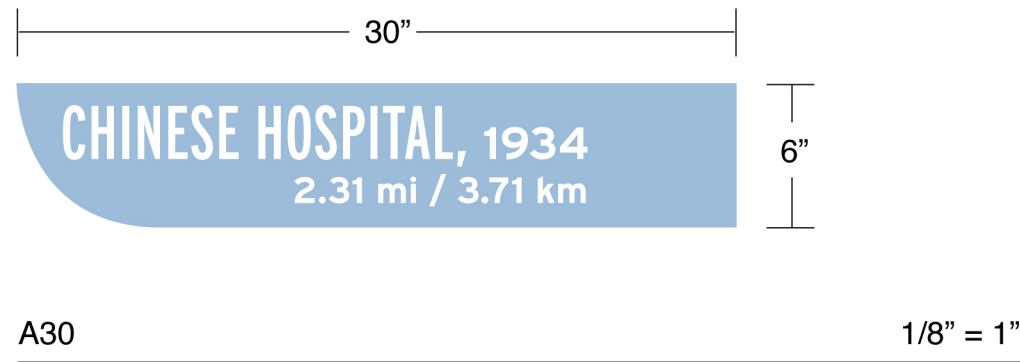 30”
CHINESE HOSPITAL, 1934
2.31 mi / 3.71 km
6”
A30
1/8” = 1”